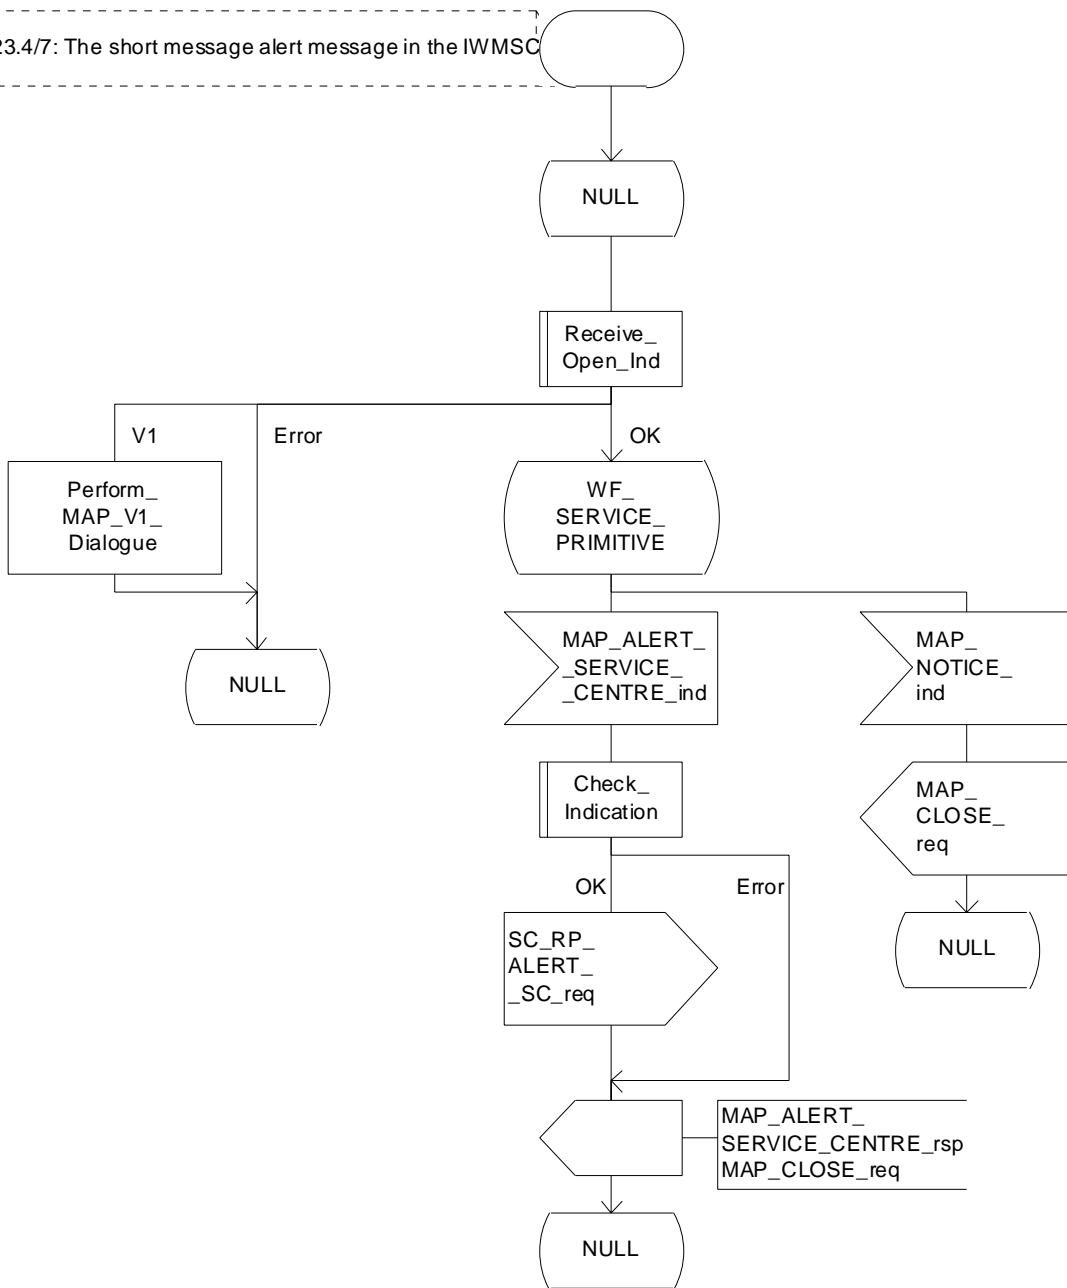 23.4/7: The short message alert message in the IWMSC
NULL
Receive_
Open_Ind
V1
Error
OK
Perform_
MAP_V1_
Dialogue
WF_
SERVICE_
PRIMITIVE
NULL
MAP_ALERT_
_SERVICE_
_CENTRE_ind
MAP_
NOTICE_
ind
Check_
Indication
MAP_
CLOSE_
req
OK
Error
SC_RP_
ALERT_
_SC_req
NULL
MAP_ALERT_
SERVICE_CENTRE_rsp
MAP_CLOSE_req
NULL